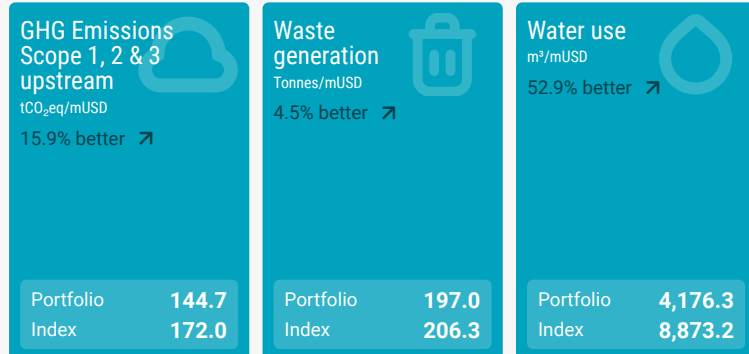 GHG Emissions
Scope 1, 2 & 3
upstream
tCO₂eq/mUSD
15.9% better
Portfolio 144.7
Index 172.0
Waste
generation
Tonnes/mUSD
4.5% better
Portfolio 197.0
Index 206.3
Water use
m³/mUSD
52.9% better
Portfolio 4,176.3
Index 8,873.2